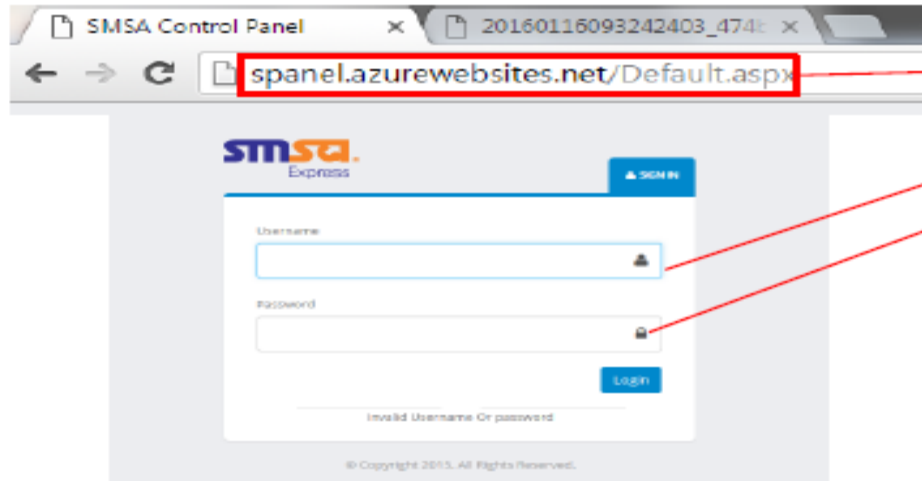 SMSA Control Panel
20160116093242403_474b
spanel.azurewebsites.net/Default.aspx
smsa.
Express
SIGN IN
Username
Password
Login
Invalid Username Or password
© Copyright 2015. All Rights Reserved.